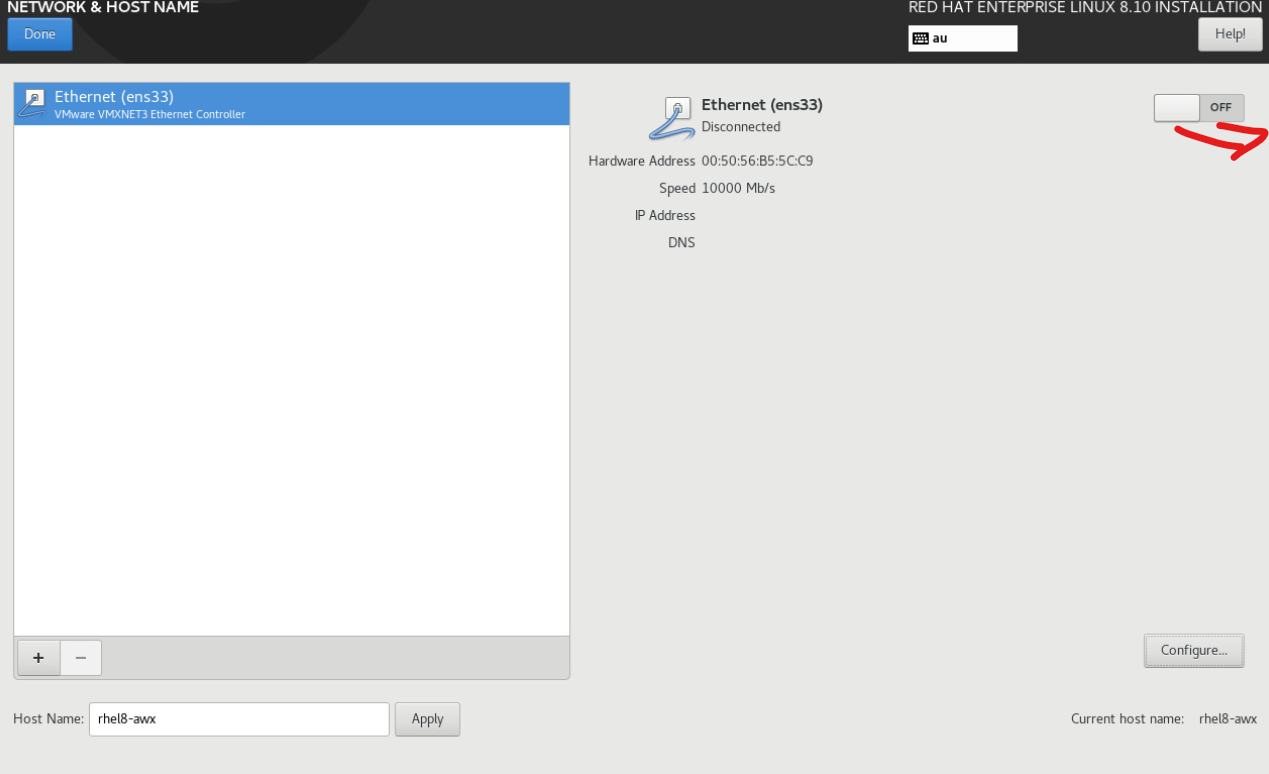 NETWORK & HOST NAME
RED HAT ENTERPRISE LINUX 8.10 INSTALLATION
Done
au
Help!
Ethernet (ens33)
VMware VMXNET3 Ethernet Controller
Ethernet (ens33)
OFF
Disconnected
Hardware Address 00:50:56:B5:5C:C9
Speed 10000 Mb/s
IP Address
DNS
+ −
Configure...
Host Name: rhel8-awx Apply
Current host name: rhel8-awx